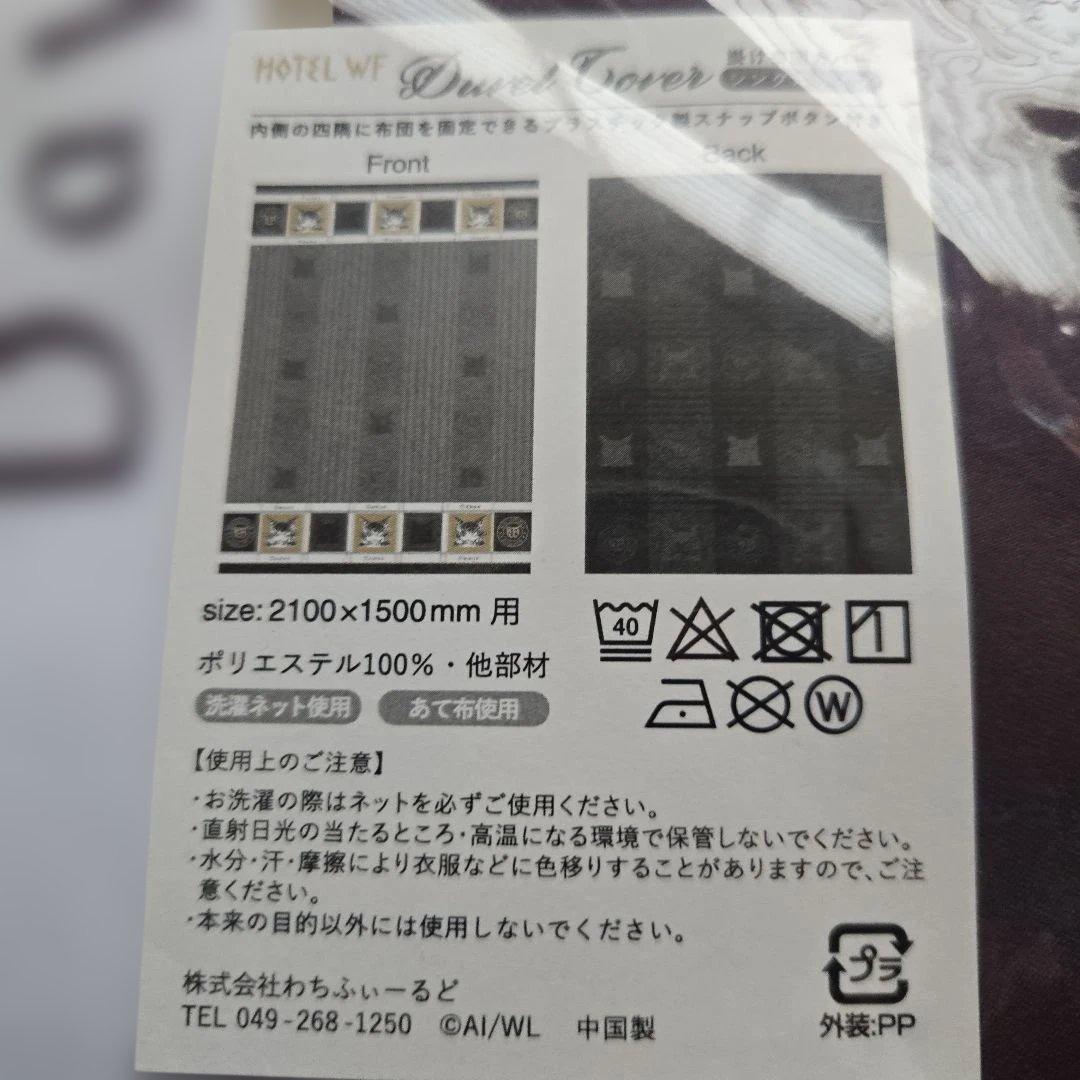 Da
HOTEL WF Duvet Cover
内側の四隅に布団を固定できるプラスチック製スナップボタン付き
Front
Back
size: 2100×1500mm 用
ポリエステル100%・他部材
洗濯ネット使用 あて布使用
40
W
【使用上のご注意】
・お洗濯の際はネットを必ずご使用ください。
・直射日光の当たるところ・高温になる環境で保管しないでください。
・水分・汗・摩擦により衣服などに色移りすることがありますので、ご注
意ください。
・本来の目的以外には使用しないでください。
株式会社わちふぃーるど
TEL 049-268-1250 ©AI/WL 中国製
プラ
外装:PP